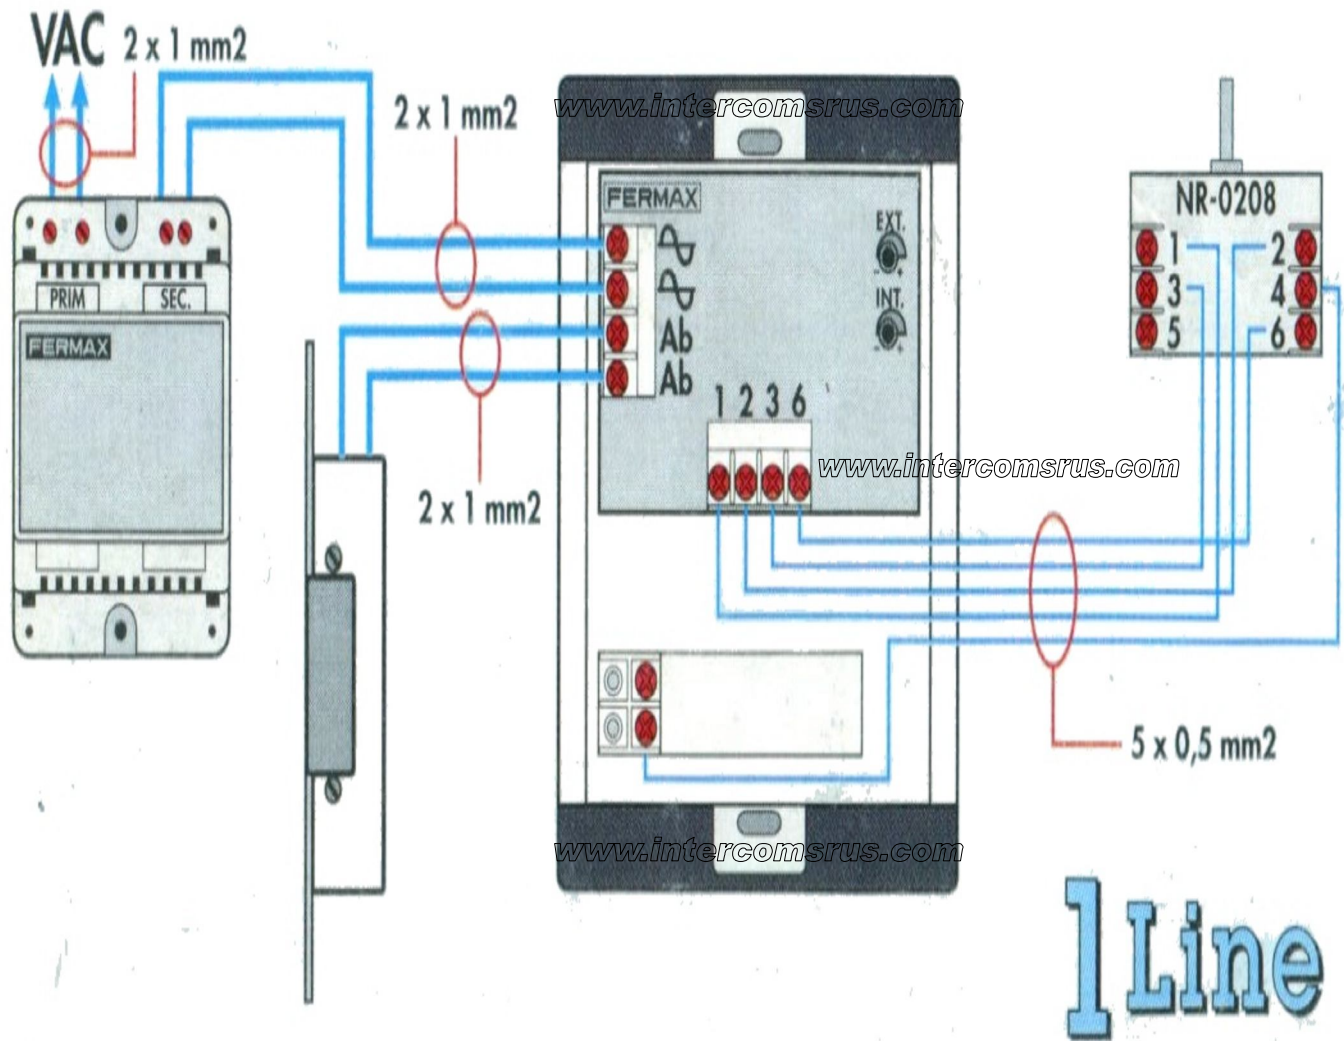 VAC 2 x 1 mm2
2 x 1 mm2
www.intercomsrus.com
FERMAX
EXT.
- +
INT.
- +
Ab
Ab
1 2 3 6
NR-0208
1 2
3 4
5 6
PRIM SEC.
FERMAX
www.intercomsrus.com
2 x 1 mm2
5 x 0,5 mm2
www.intercomsrus.com
1 Line